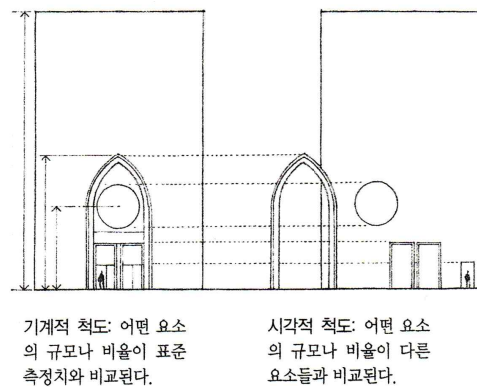 기계적 척도: 어떤 요소
의 규모나 비율이 표준
측정치와 비교된다.
시각적 척도: 어떤 요소
의 규모나 비율이 다른
요소들과 비교된다.